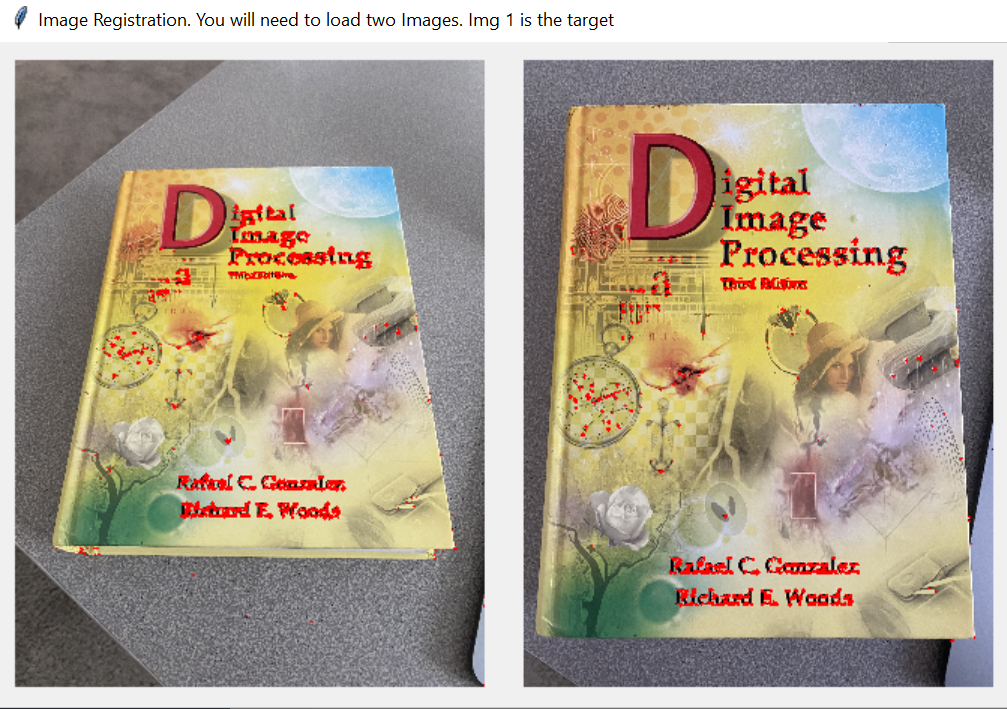 Image Registration. You will need to load two Images. Img 1 is the target
Digital
Image
Processing
Third Edition
Rafael C. Gonzalez
Richard E. Woods
Digital
Image
Processing
Third Edition
Rafael C. Gonzalez
Richard E. Woods